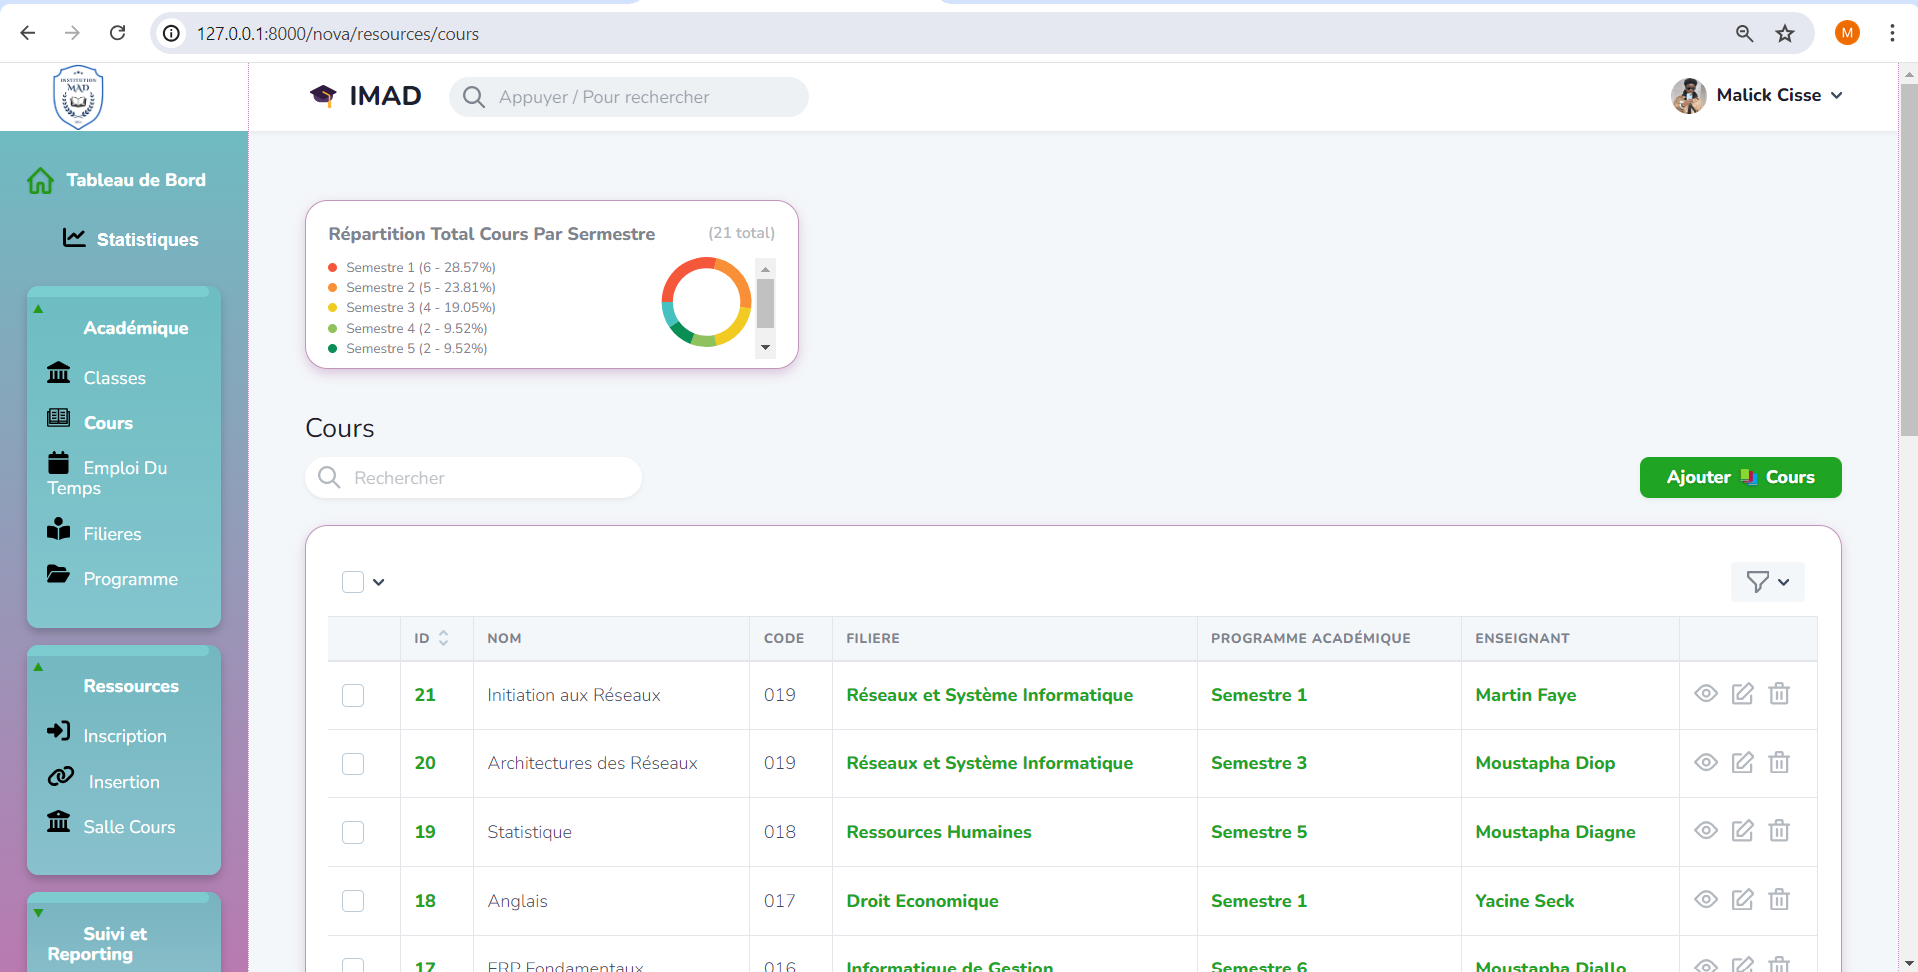 127.0.0.1:8000/nova/resources/cours
M
INSTITUTION
MAD
IMAD
Appuyer / Pour rechercher
Malick Cisse
Tableau de Bord
Statistiques
Académique
Classes
Cours
Emploi Du
Temps
Filieres
Programme
Ressources
Inscription
Insertion
Salle Cours
Suivi et
Reporting
Répartition Total Cours Par Sermestre (21 total)
Semestre 1 (6 - 28.57%)
Semestre 2 (5 - 23.81%)
Semestre 3 (4 - 19.05%)
Semestre 4 (2 - 9.52%)
Semestre 5 (2 - 9.52%)
Cours
Rechercher
Ajouter Cours
ID NOM CODE FILIERE PROGRAMME ACADÉMIQUE ENSEIGNANT
21 Initiation aux Réseaux 019 Réseaux et Système Informatique Semestre 1 Martin Faye
20 Architectures des Réseaux 019 Réseaux et Système Informatique Semestre 3 Moustapha Diop
19 Statistique 018 Ressources Humaines Semestre 5 Moustapha Diagne
18 Anglais 017 Droit Economique Semestre 1 Yacine Seck
17 ERP Fondamentaux 016 Informatique de Gestion Semestre 6 Moustapha Diallo